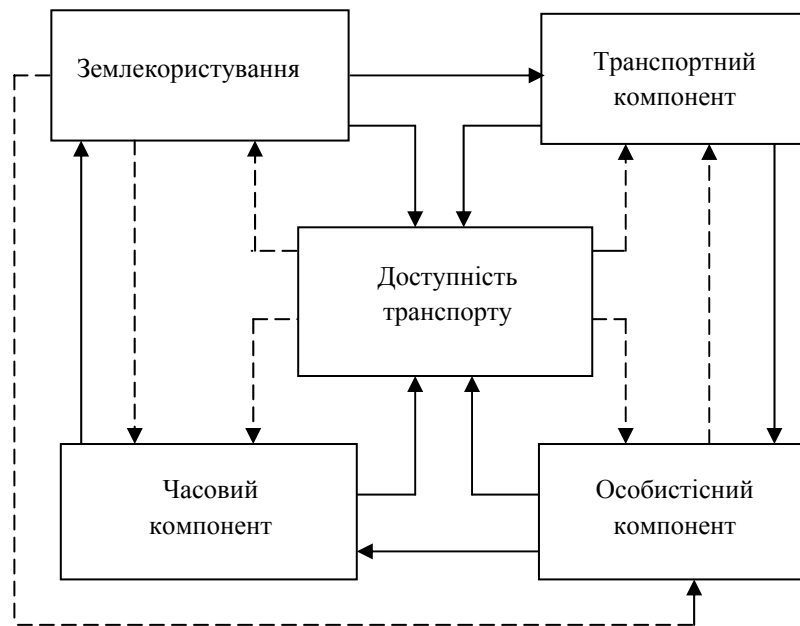 Землекористування
Транспортний
компонент
Доступність
транспорту
Часовий
компонент
Особистісний
компонент